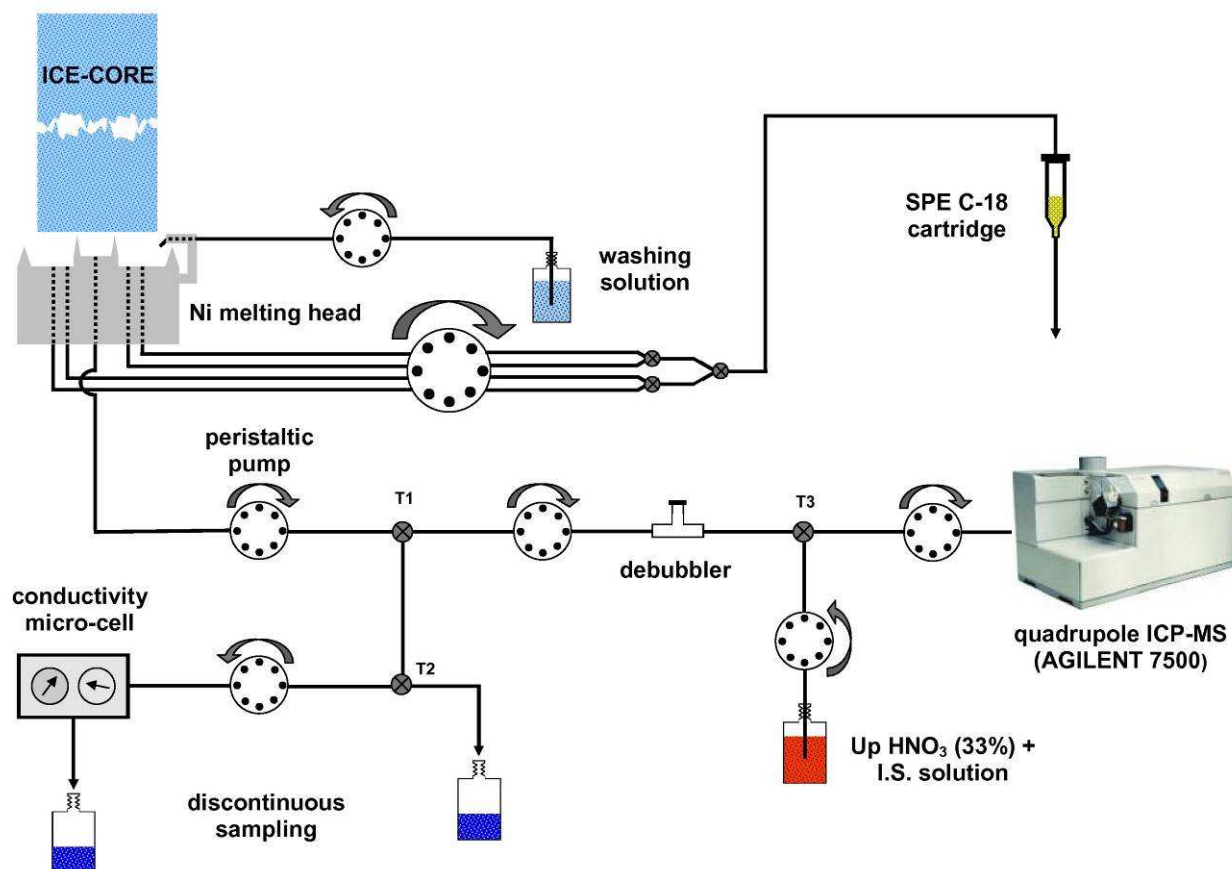 ICE-CORE
SPE C-18
cartridge
washing
solution
Ni melting head
peristaltic
pump
T1
T3
debubbler
conductivity
micro-cell
quadrupole ICP-MS
(AGILENT 7500)
T2
Up HNO₃ (33%) +
I.S. solution
discontinuous
sampling